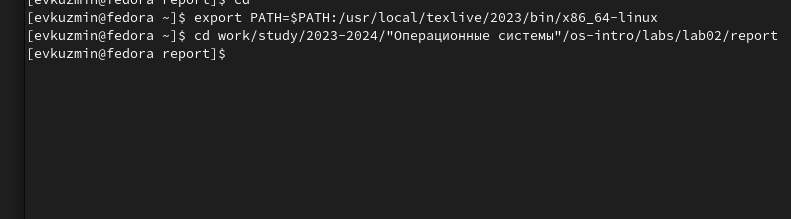 [evkuzmin@fedora report]$ cd
[evkuzmin@fedora ~]$ export PATH=$PATH:/usr/local/texlive/2023/bin/x86_64-linux
[evkuzmin@fedora ~]$ cd work/study/2023-2024/"Операционные системы"/os-intro/labs/lab02/report
[evkuzmin@fedora report]$